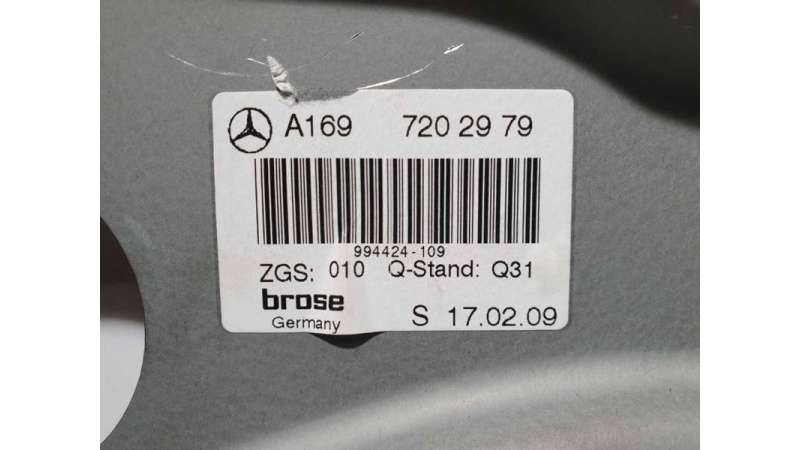 A169 720 29 79
994424-109
ZGS: 010 Q-Stand: Q31
brose
Germany
S 17.02.09